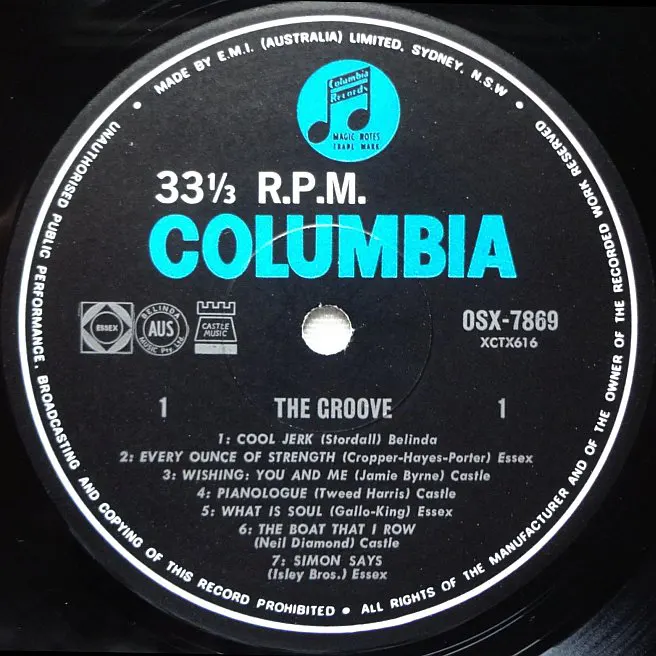 MADE BY E.M.I. (AUSTRALIA) LIMITED. SYDNEY. N.S.W •
UNAUTHORISED PUBLIC PERFORMANCE, BROADCASTING AND COPYING OF THIS RECORD PROHIBITED • ALL RIGHTS OF THE MANUFACTURER AND OF THE OWNER OF THE RECORDED WORK RESERVED •
Columbia
Records
MAGIC NOTES
TRADE MARK
33⅓ R.P.M.
COLUMBIA
ESSEX
BELINDA
AUS
MUSIC Pty. Ltd.
CASTLE
MUSIC
OSX-7869
XCTX616
1 THE GROOVE 1
1: COOL JERK (Stordall) Belinda
2: EVERY OUNCE OF STRENGTH (Cropper-Hayes-Porter) Essex
3: WISHING: YOU AND ME (Jamie Byrne) Castle
4: PIANOLOGUE (Tweed Harris) Castle
5: WHAT IS SOUL (Gallo-King) Essex
6: THE BOAT THAT I ROW
(Neil Diamond) Castle
7: SIMON SAYS
(Isley Bros.) Essex